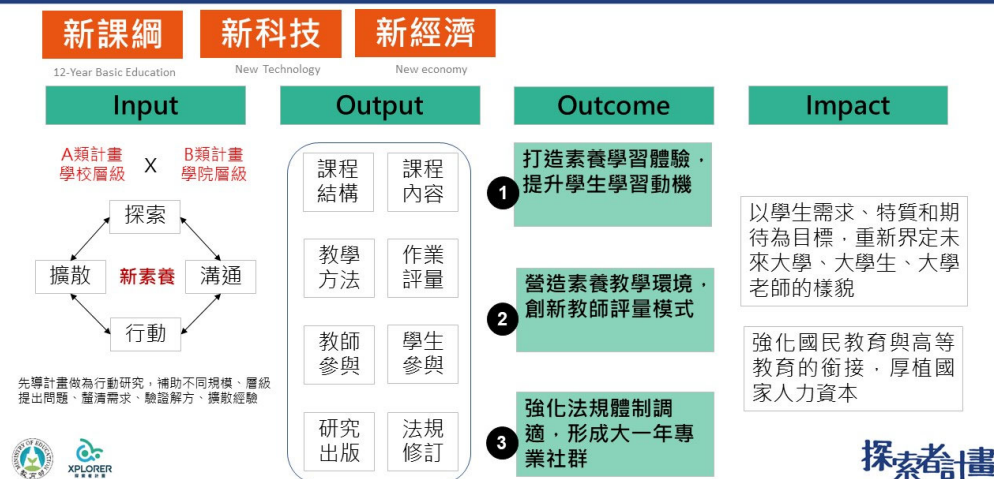 新課綱
新科技
新經濟
12-Year Basic Education
New Technology
New economy
Input
Output
Outcome
Impact
A類計畫
學校層級
X
B類計畫
學院層級
探索
擴散
新素養
溝通
行動
先導計畫做為行動研究，補助不同規模、層級
提出問題、釐清需求、驗證解方、擴散經驗
課程
結構
課程
內容
教學
方法
作業
評量
教師
參與
學生
參與
研究
出版
法規
修訂
1
打造素養學習體驗，
提升學生學習動機
2
營造素養教學環境，
創新教師評量模式
3
強化法規體制調
適，形成大一年專
業社群
以學生需求、特質和期
待為目標，重新界定未
來大學、大學生、大學
老師的樣貌
強化國民教育與高等
教育的銜接，厚植國
家人力資本
MINISTRY OF EDUCATION
教育部
XPLORER
探索者計畫
探索者計畫